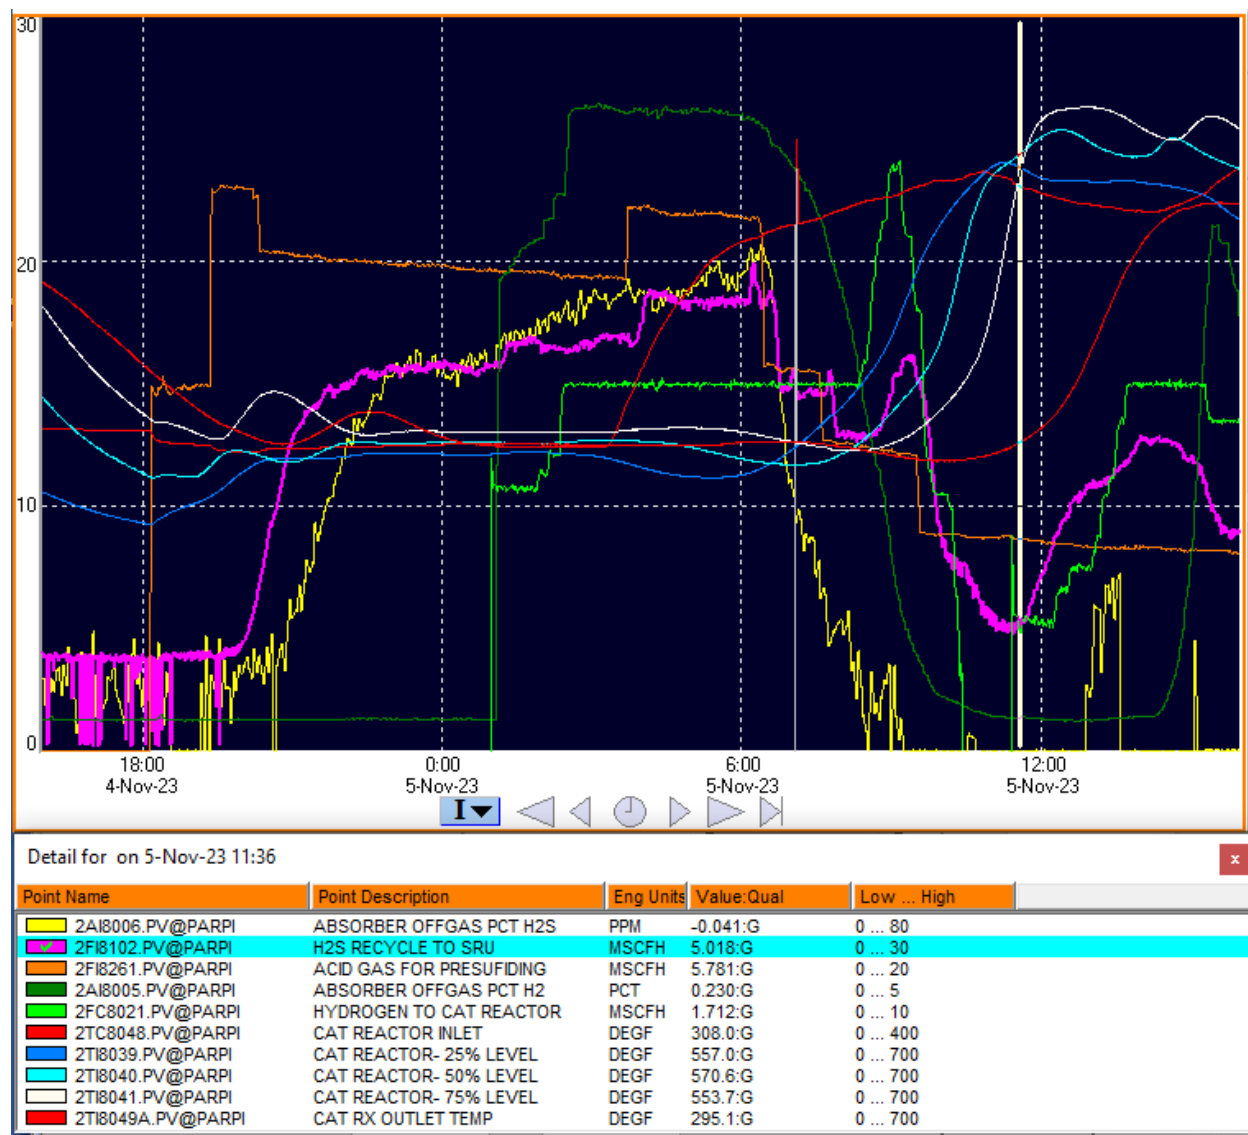 30
20
10
0
18:00 0:00 6:00 12:00
4-Nov-23 5-Nov-23 5-Nov-23 5-Nov-23
I
Detail for on 5-Nov-23 11:36 x
Point Name Point Description Eng Units Value:Qual Low ... High
2AI8006.PV@PARPI ABSORBER OFFGAS PCT H2S PPM -0.041:G 0 ... 80
2FI8102.PV@PARPI H2S RECYCLE TO SRU MSCFH 5.018:G 0 ... 30
2FI8261.PV@PARPI ACID GAS FOR PRESUFIDING MSCFH 5.781:G 0 ... 20
2AI8005.PV@PARPI ABSORBER OFFGAS PCT H2 PCT 0.230:G 0 ... 5
2FC8021.PV@PARPI HYDROGEN TO CAT REACTOR MSCFH 1.712:G 0 ... 10
2TC8048.PV@PARPI CAT REACTOR INLET DEGF 308.0:G 0 ... 400
2TI8039.PV@PARPI CAT REACTOR- 25% LEVEL DEGF 557.0:G 0 ... 700
2TI8040.PV@PARPI CAT REACTOR- 50% LEVEL DEGF 570.6:G 0 ... 700
2TI8041.PV@PARPI CAT REACTOR- 75% LEVEL DEGF 553.7:G 0 ... 700
2TI8049A.PV@PARPI CAT RX OUTLET TEMP DEGF 295.1:G 0 ... 700